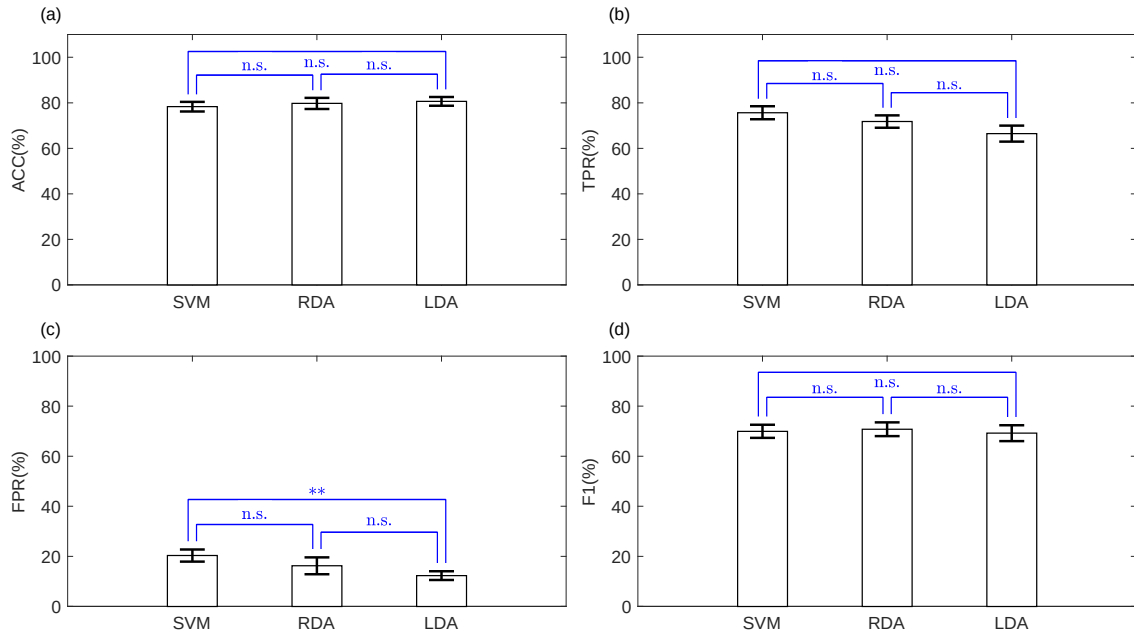 (a)
100
80
60
40
20
0
ACC(%)
n.s.
n.s.
n.s.
SVM
RDA
LDA
(b)
100
80
60
40
20
0
TPR(%)
n.s.
n.s.
n.s.
SVM
RDA
LDA
(c)
100
80
60
40
20
0
FPR(%)
**
n.s.
n.s.
SVM
RDA
LDA
(d)
100
80
60
40
20
0
F1(%)
n.s.
n.s.
n.s.
SVM
RDA
LDA